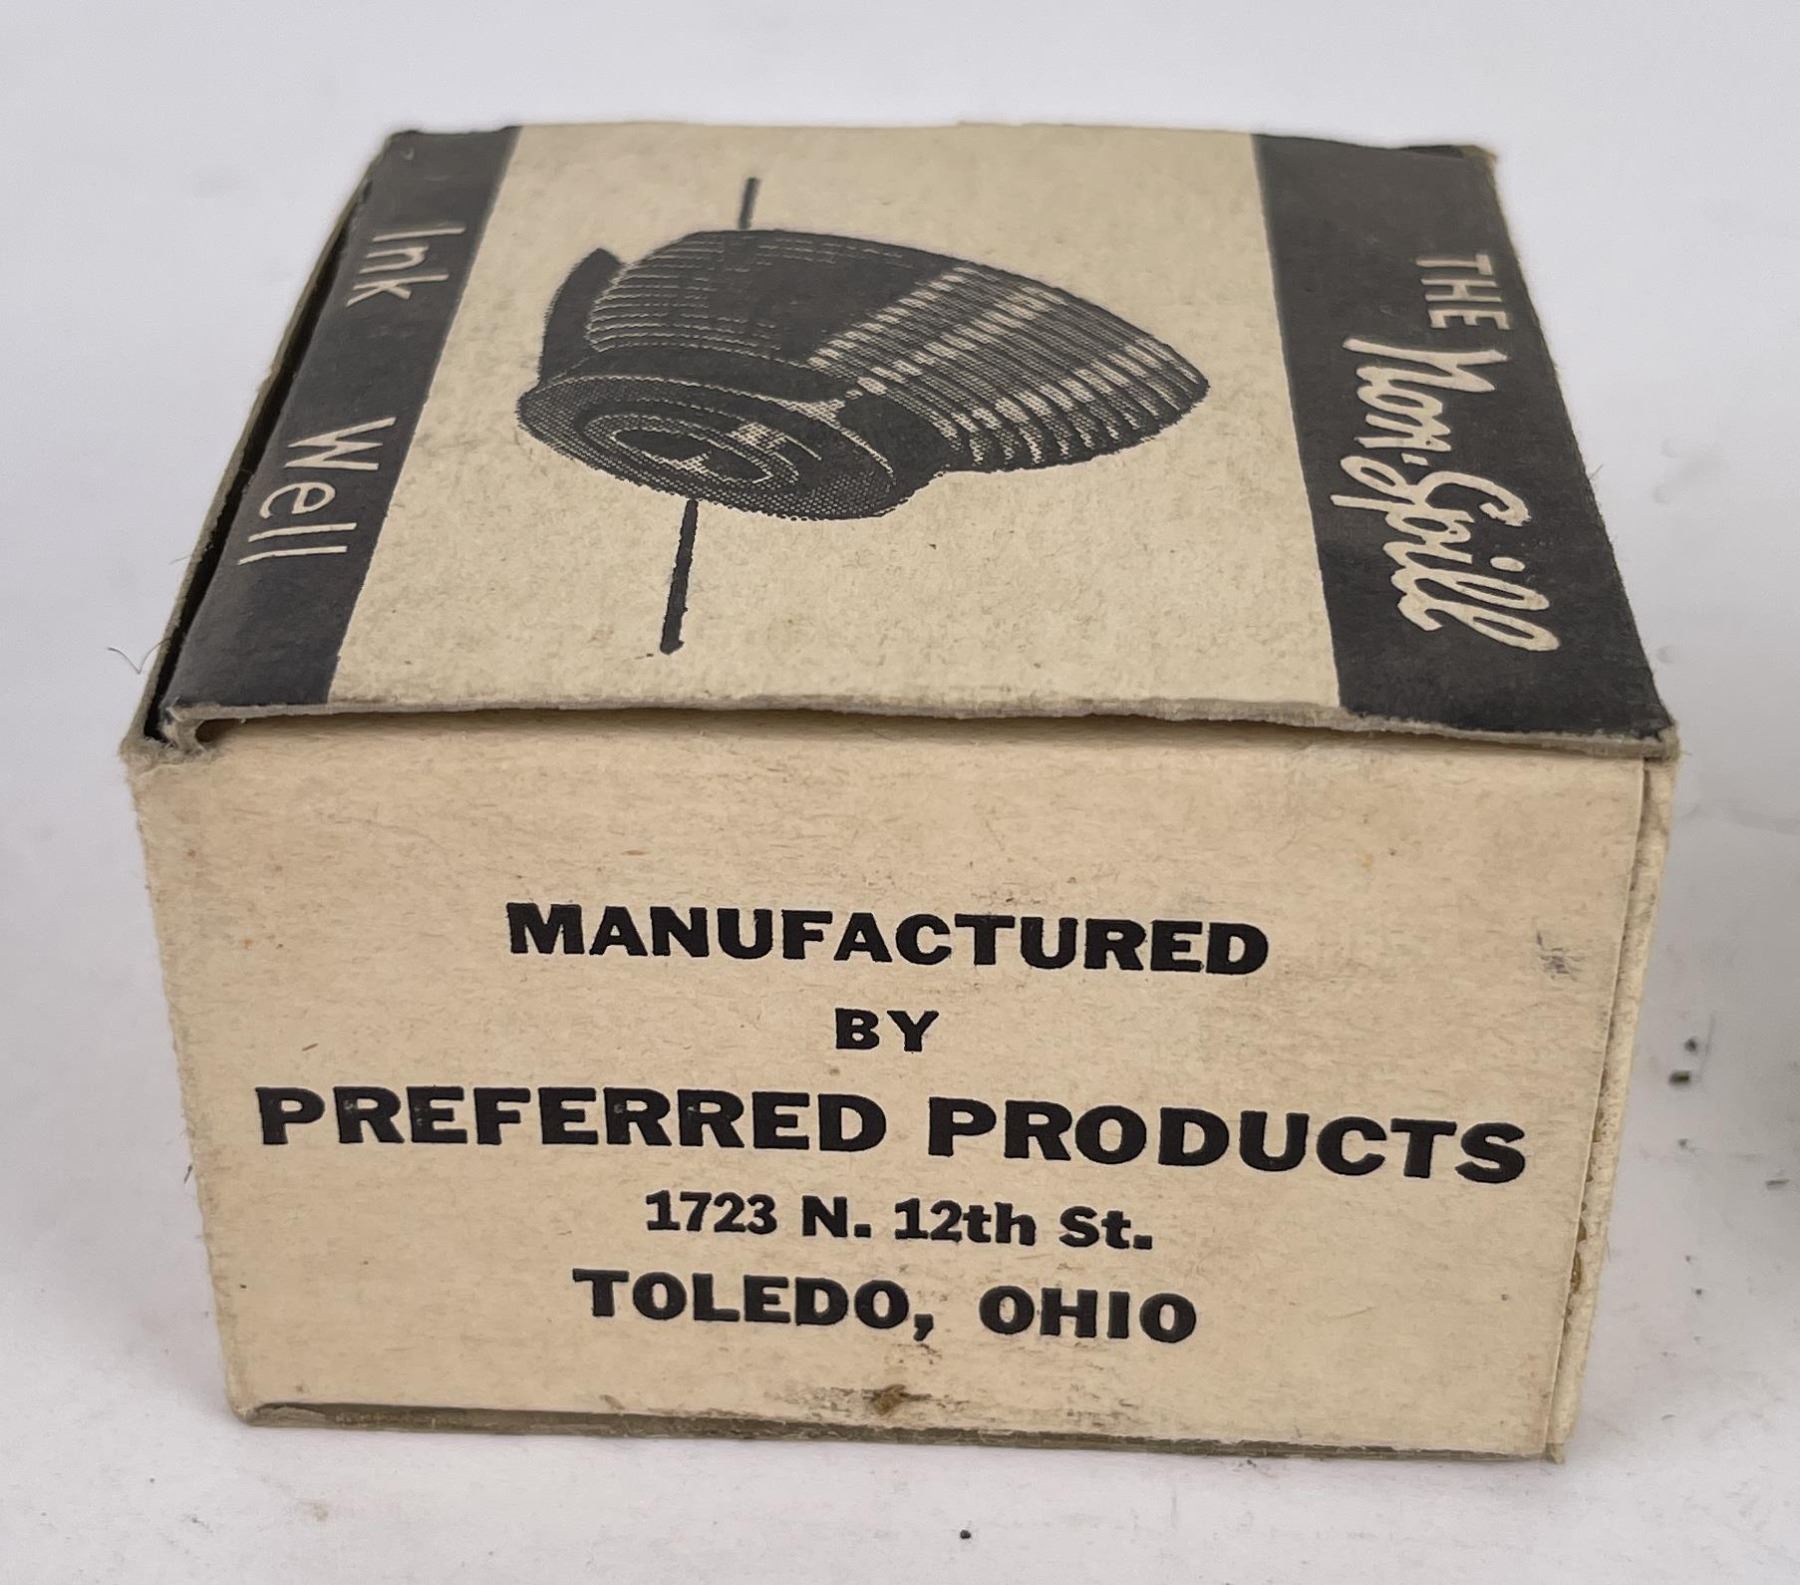 THE Non-Spill
Ink Well
MANUFACTURED
BY
PREFERRED PRODUCTS
1723 N. 12th St.
TOLEDO, OHIO